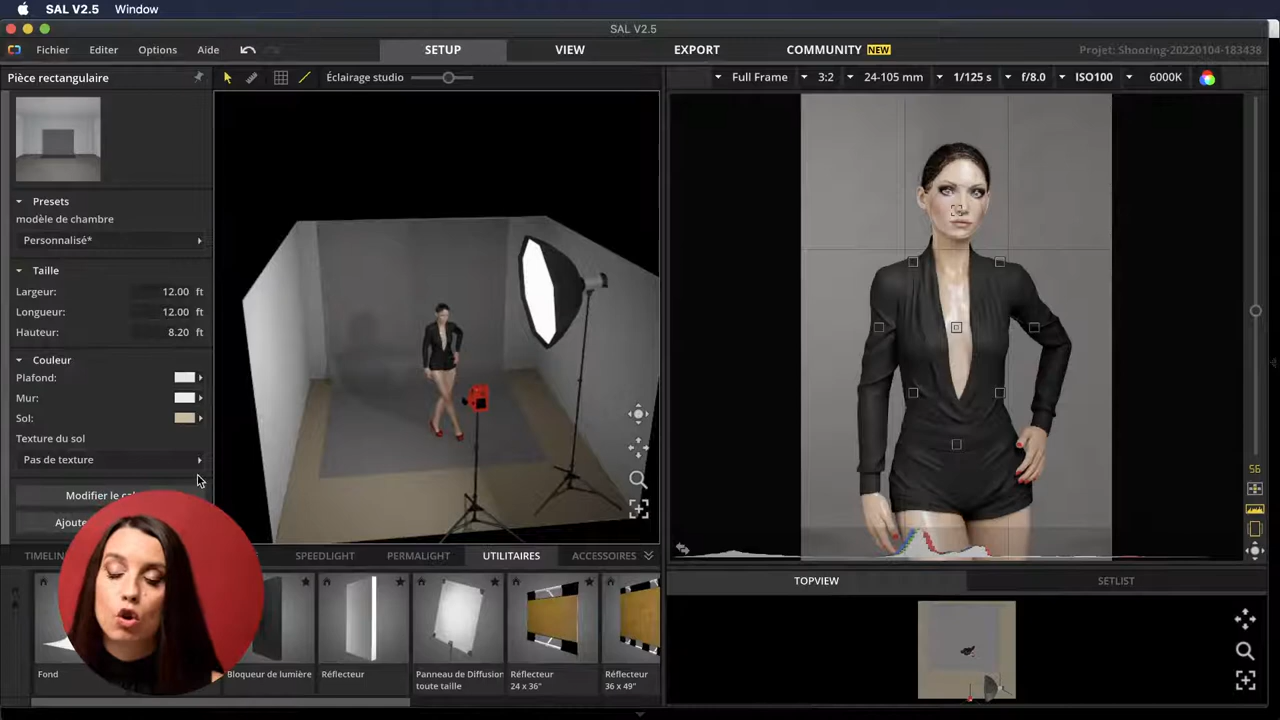 SAL V2.5 Window
SAL V2.5
Fichier Editer Options Aide SETUP VIEW EXPORT COMMUNITY NEW Projet: Shooting-20220104-183438
Pièce rectangulaire Éclairage studio Full Frame 3:2 24-105 mm 1/125 s f/8.0 ISO100 6000K
Presets
modèle de chambre
Personnalisé*
Taille
Largeur: 12.00 ft
Longueur: 12.00 ft
Hauteur: 8.20 ft
Couleur
Plafond:
Mur:
Sol:
Texture du sol
Pas de texture
56
Modifier le
Ajoute
SPEEDLIGHT PERMALIGHT UTILITAIRES ACCESSOIRES
TOPVIEW SETLIST
Fond Bloqueur de lumière Réflecteur Panneau de Diffusion Réflecteur Réflecteur
toute taille 24 x 36" 36 x 49"